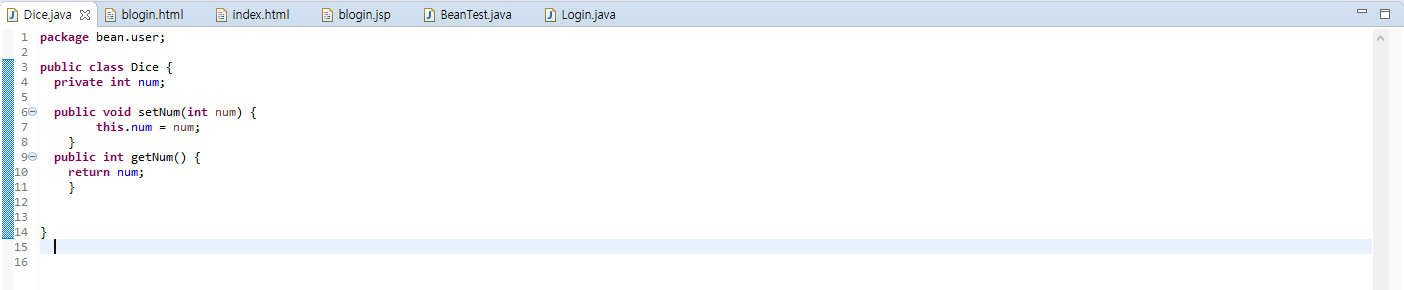 Dice.java blogin.html index.html blogin.jsp BeanTest.java Login.java
1 package bean.user;
2
3 public class Dice {
4 private int num;
5
6 public void setNum(int num) {
7 this.num = num;
8 }
9 public int getNum() {
10 return num;
11 }
12
13
14 }
15
16